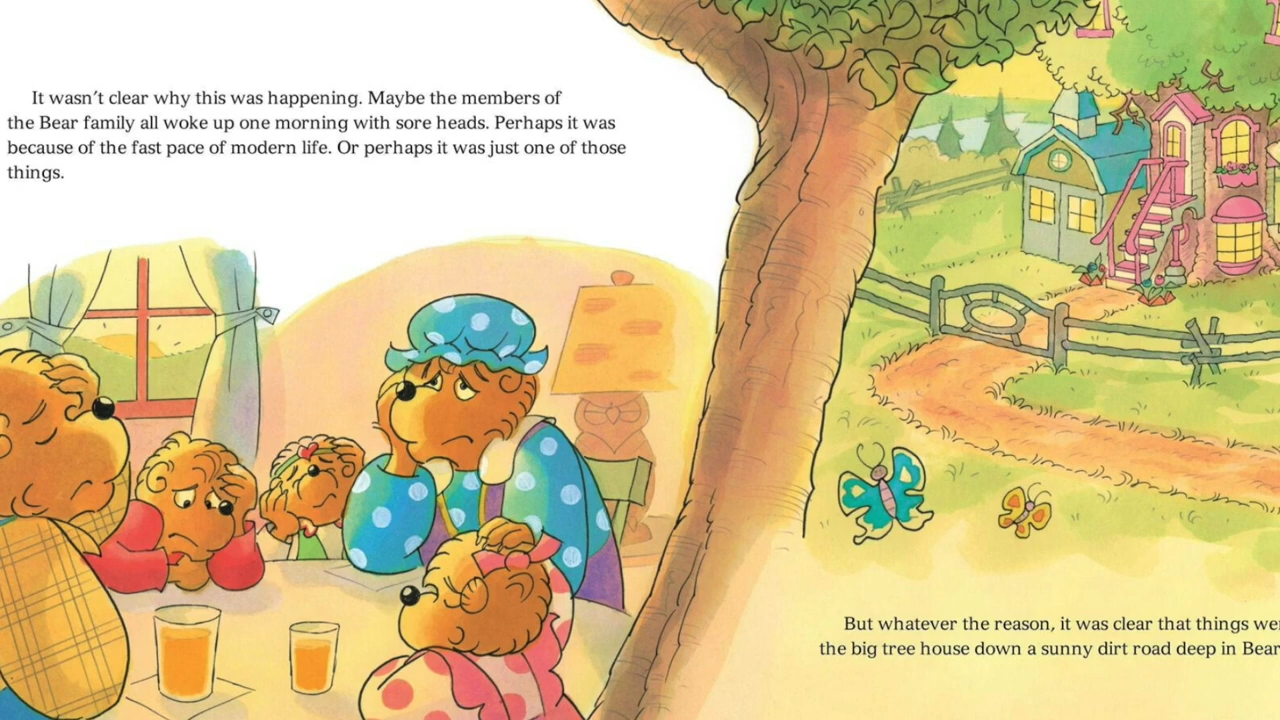 It wasn't clear why this was happening. Maybe the members of
the Bear family all woke up one morning with sore heads. Perhaps it was
because of the fast pace of modern life. Or perhaps it was just one of those
things.
But whatever the reason, it was clear that things
the big tree house down a sunny dirt road deep in Bear